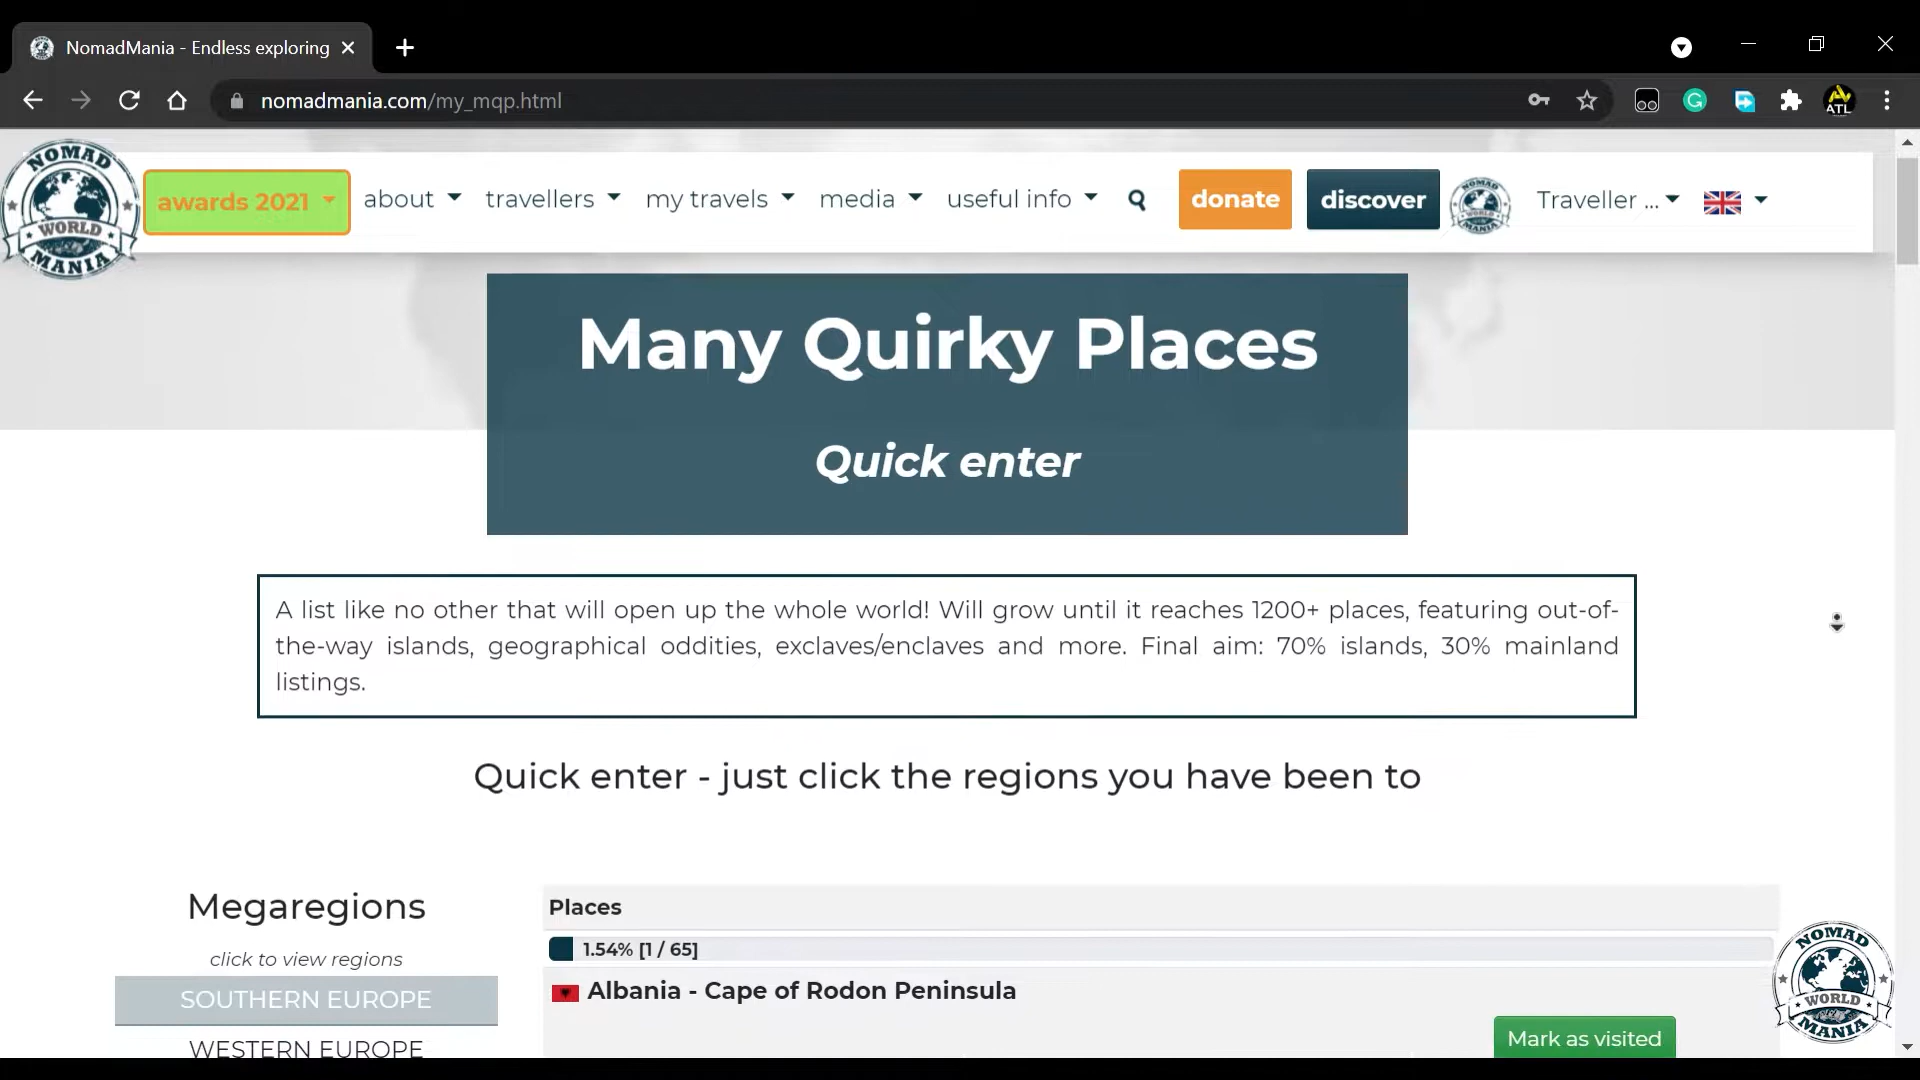 NomadMania - Endless exploring
nomadmania.com/my_mqp.html
ATL
NOMAD
WORLD
MANIA
awards 2021
about
travellers
my travels
media
useful info
donate
discover
Traveller ...
Many Quirky Places
Quick enter
A list like no other that will open up the whole world! Will grow until it reaches 1200+ places, featuring out-of-
the-way islands, geographical oddities, exclaves/enclaves and more. Final aim: 70% islands, 30% mainland
listings.
Quick enter - just click the regions you have been to
Megaregions
click to view regions
SOUTHERN EUROPE
WESTERN EUROPE
Places
1.54% [1 / 65]
Albania - Cape of Rodon Peninsula
Mark as visited
NOMAD
WORLD
MANIA